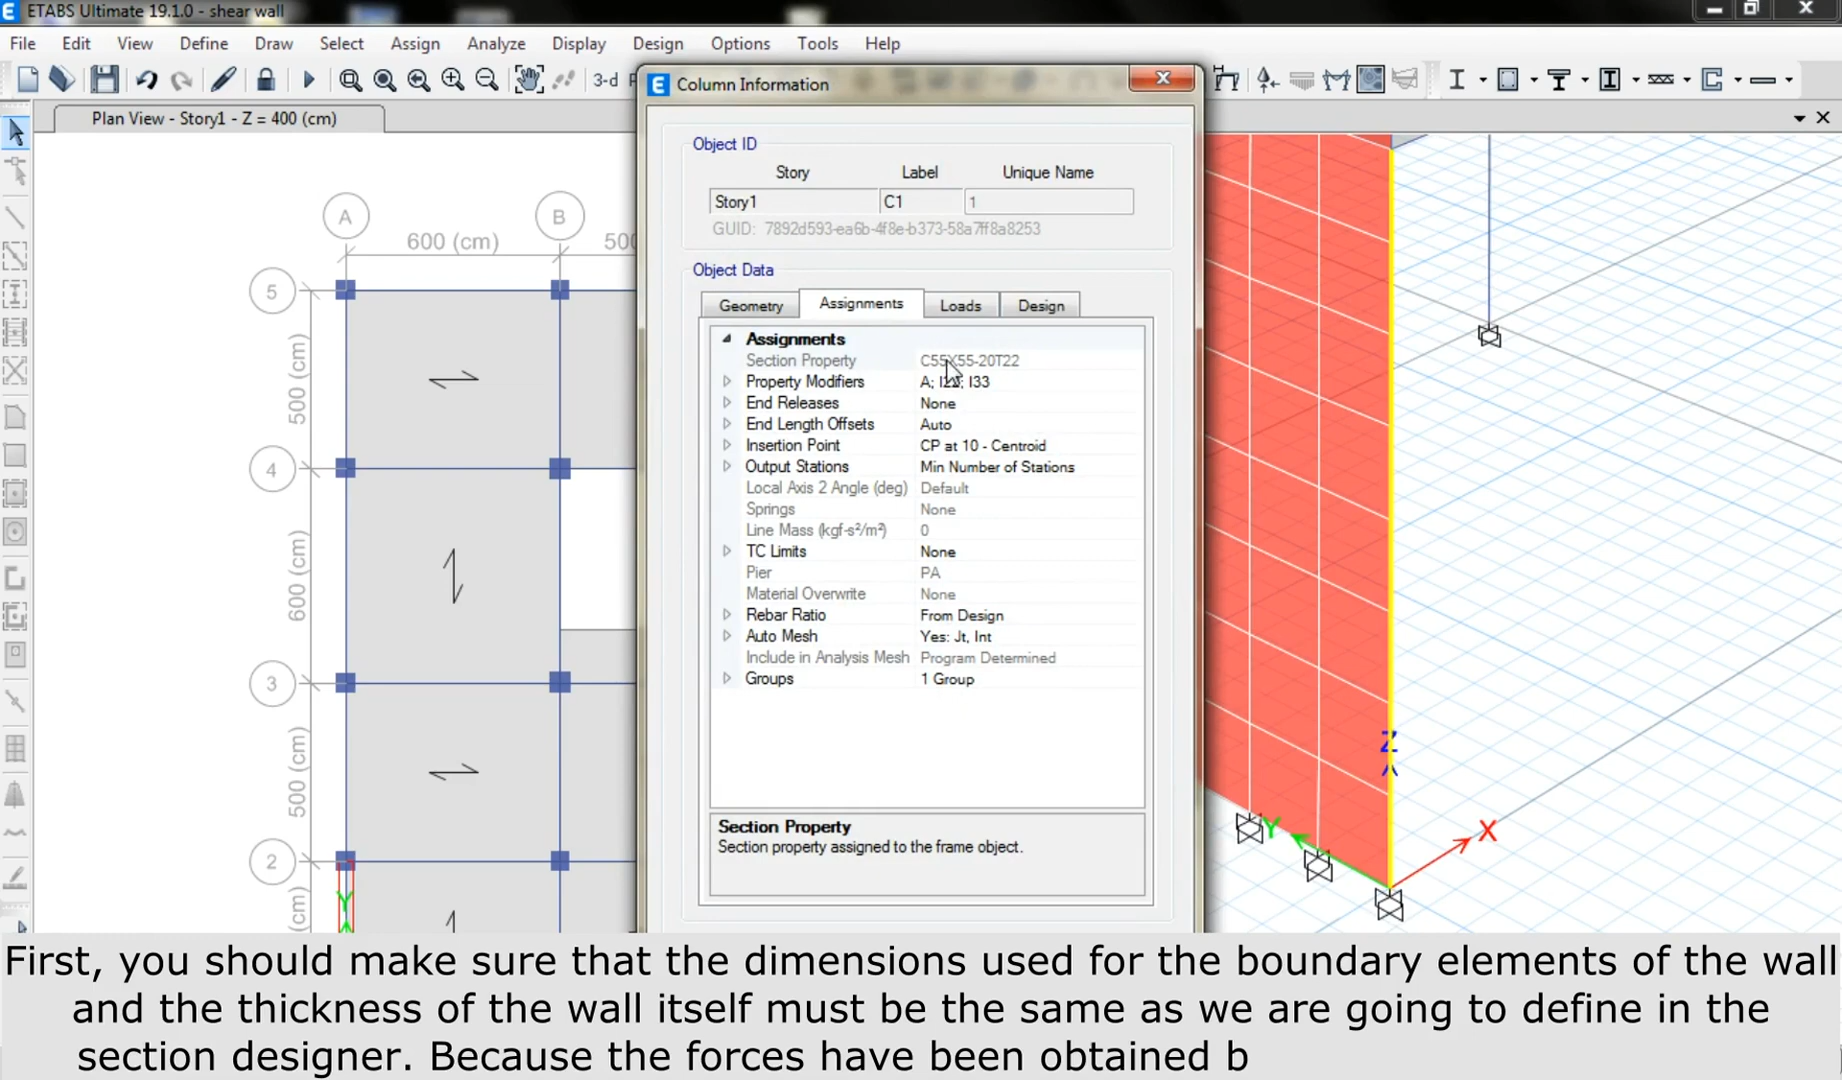 ETABS Ultimate 19.1.0 - shear wall
File Edit View Define Draw Select Assign Analyze Display Design Options Tools Help
3-d
Plan View - Story1 - Z = 400 (cm)
A
B
600 (cm)
5
500 (cm)
4
600 (cm)
3
500 (cm)
2
(cm)
Y
Column Information
Object ID
Story Label Unique Name
Story1 C1 1
GUID: 7892d593-ea6b-4f8e-b373-58a7ff8a8253
Object Data
Geometry Assignments Loads Design
Assignments
Section Property C55X55-20T22
Property Modifiers A; I22; I33
End Releases None
End Length Offsets Auto
Insertion Point CP at 10 - Centroid
Output Stations Min Number of Stations
Local Axis 2 Angle (deg) Default
Springs None
Line Mass (kgf-s²/m²) 0
TC Limits None
Pier PA
Material Overwrite None
Rebar Ratio From Design
Auto Mesh Yes: Jt, Int
Include in Analysis Mesh Program Determined
Groups 1 Group
Section Property
Section property assigned to the frame object.
Z
Y
X
First, you should make sure that the dimensions used for the boundary elements of the wall
and the thickness of the wall itself must be the same as we are going to define in the
section designer. Because the forces have been obtained b